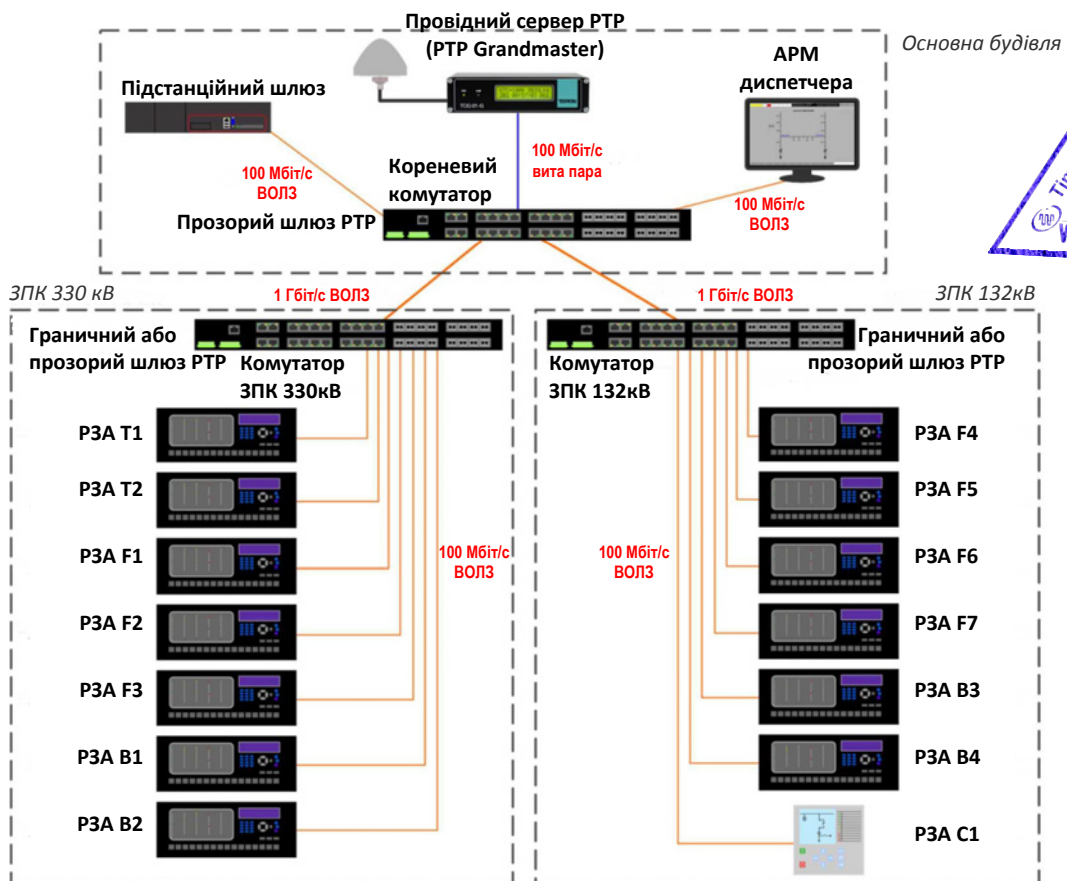 Провідний сервер PTP
(PTP Grandmaster)
Основна будівля
АРМ
диспетчера
Підстанційний шлюз
100 Мбіт/с
ВОЛЗ
Кореневий
комутатор
100 Мбіт/с
вита пара
100 Мбіт/с
ВОЛЗ
Прозорий шлюз PTP
ЗПК 330 кВ
1 Гбіт/с ВОЛЗ
1 Гбіт/с ВОЛЗ
ЗПК 132кВ
Граничний або
прозорий шлюз PTP
Комутатор
ЗПК 330кВ
Комутатор
ЗПК 132кВ
Граничний або
прозорий шлюз PTP
РЗА T1
РЗА T2
РЗА F1
РЗА F2
РЗА F3
РЗА B1
РЗА B2
100 Мбіт/с
ВОЛЗ
100 Мбіт/с
ВОЛЗ
РЗА F4
РЗА F5
РЗА F6
РЗА F7
РЗА B3
РЗА B4
РЗА C1